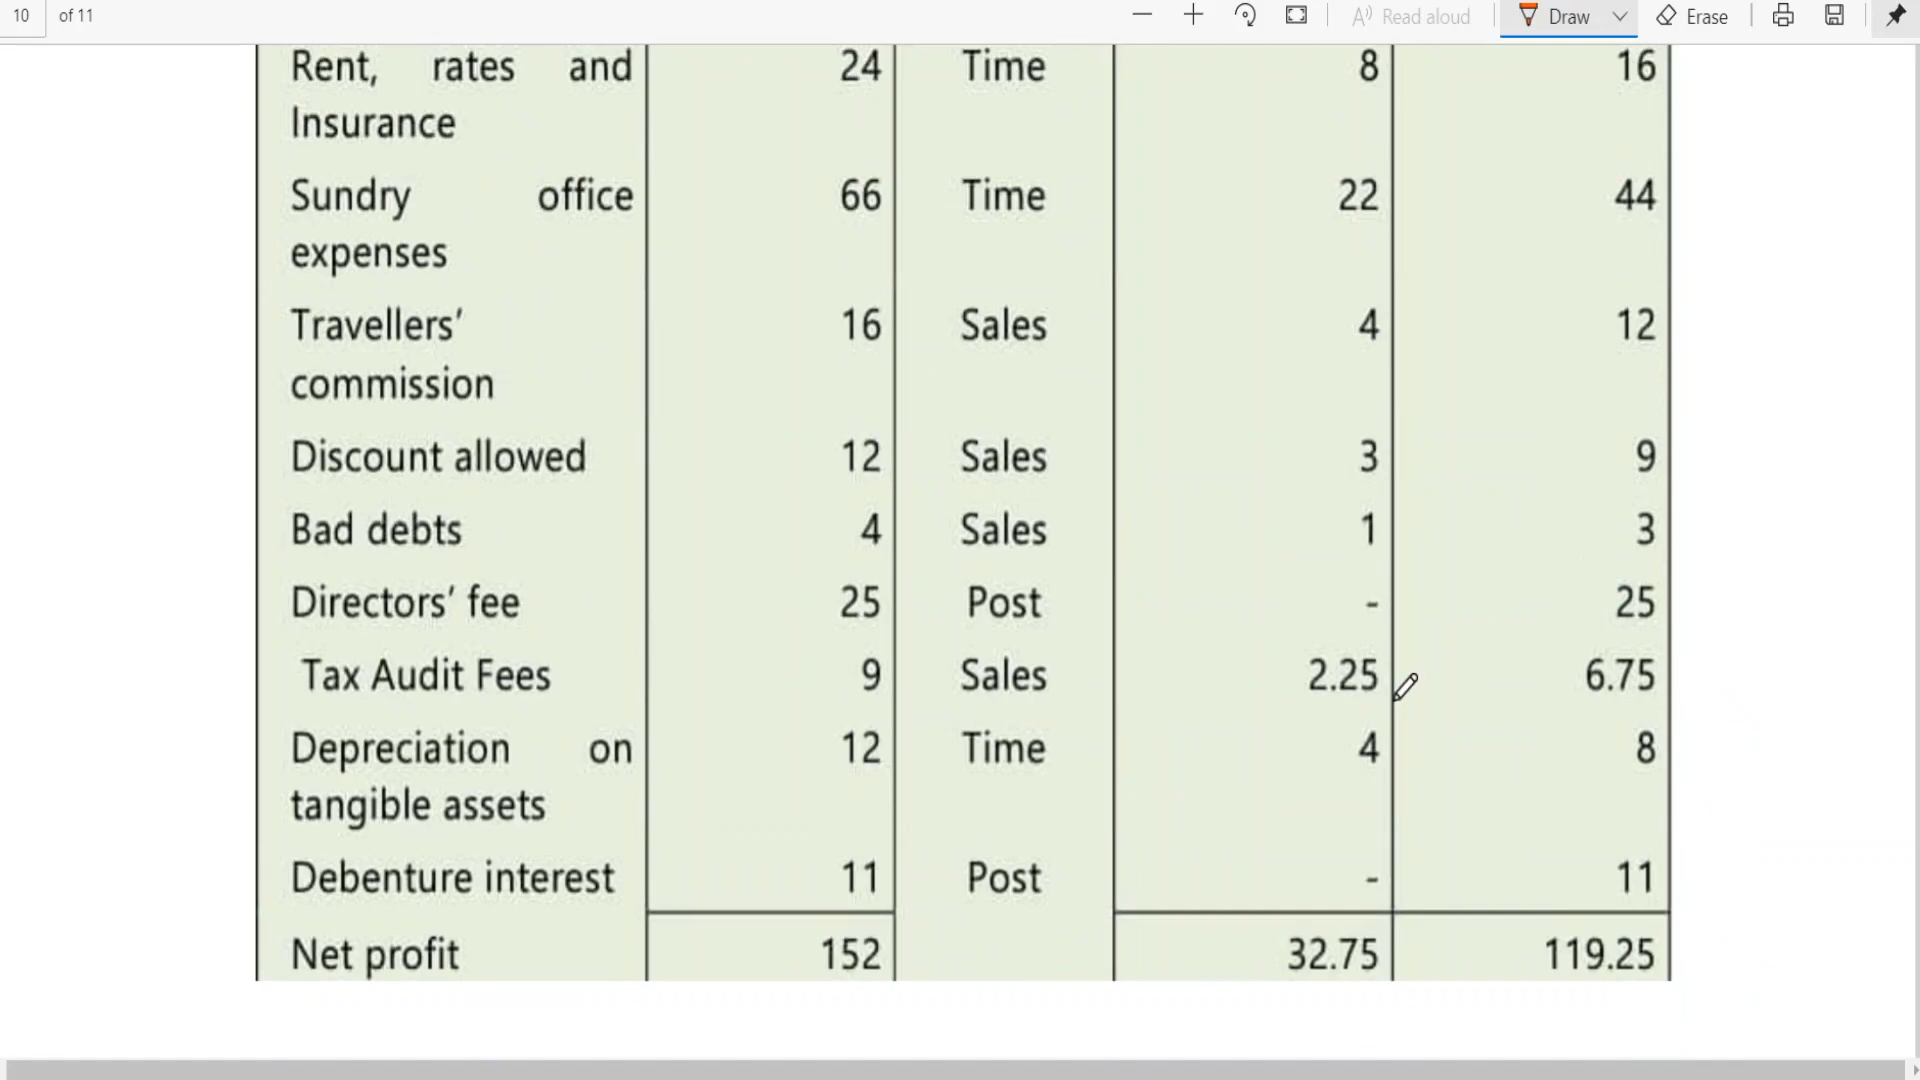 10 of 11 Read aloud Draw Erase
Rent, rates and 24 Time 8 16
Insurance
Sundry office 66 Time 22 44
expenses
Travellers’ 16 Sales 4 12
commission
Discount allowed 12 Sales 3 9
Bad debts 4 Sales 1 3
Directors’ fee 25 Post - 25
Tax Audit Fees 9 Sales 2.25 6.75
Depreciation on 12 Time 4 8
tangible assets
Debenture interest 11 Post - 11
Net profit 152 32.75 119.25